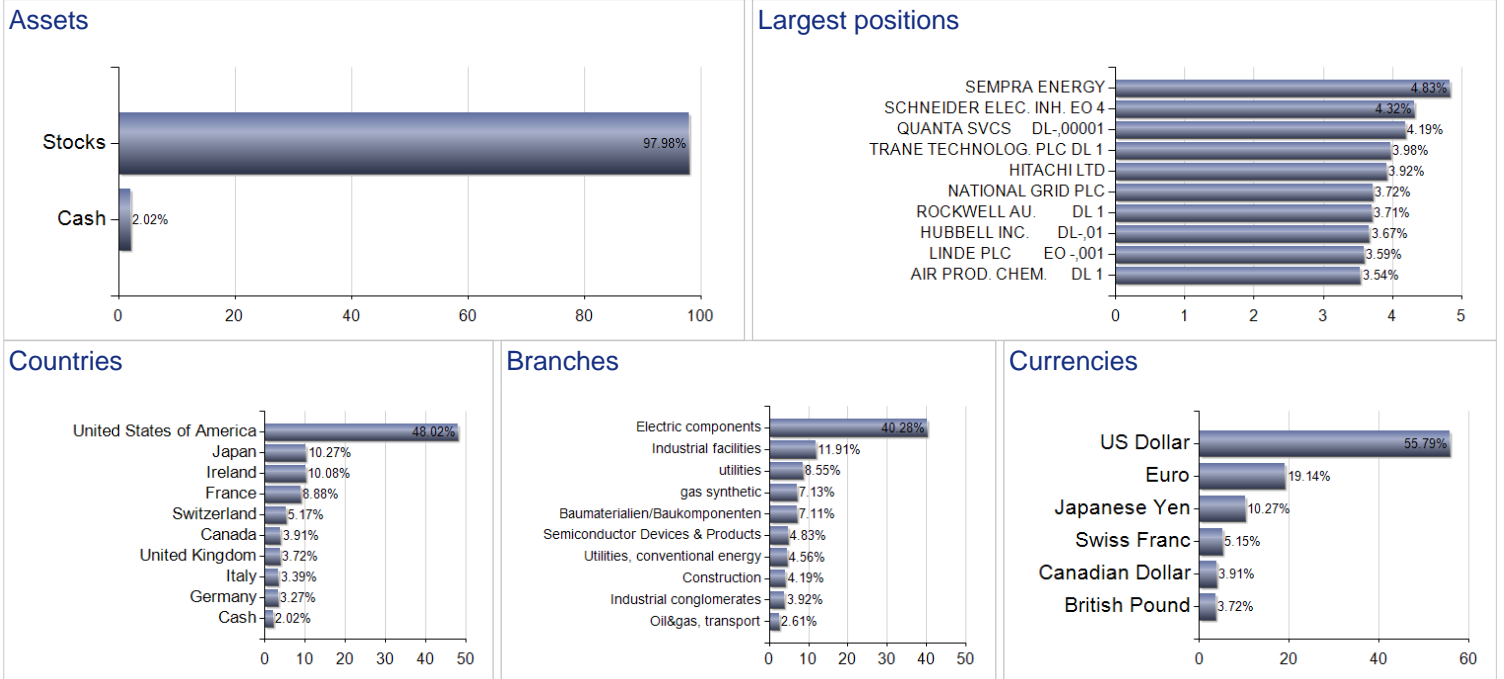 Assets
Stocks
97.98%
Cash
2.02%
0 20 40 60 80 100
Largest positions
SEMPRA ENERGY 4.83%
SCHNEIDER ELEC. INH. EO 4 4.32%
QUANTA SVCS DL-,00001 4.19%
TRANE TECHNOLOG. PLC DL 1 3.98%
HITACHI LTD 3.92%
NATIONAL GRID PLC 3.72%
ROCKWELL AU. DL 1 3.71%
HUBBELL INC. DL-,01 3.67%
LINDE PLC EO -,001 3.59%
AIR PROD. CHEM. DL 1 3.54%
0 1 2 3 4 5
Countries
United States of America 48.02%
Japan 10.27%
Ireland 10.08%
France 8.88%
Switzerland 5.17%
Canada 3.91%
United Kingdom 3.72%
Italy 3.39%
Germany 3.27%
Cash 2.02%
0 10 20 30 40 50
Branches
Electric components 40.28%
Industrial facilities 11.91%
utilities 8.55%
gas synthetic 7.13%
Baumaterialien/Baukomponenten 7.11%
Semiconductor Devices & Products 4.83%
Utilities, conventional energy 4.56%
Construction 4.19%
Industrial conglomerates 3.92%
Oil&gas, transport 2.61%
0 10 20 30 40 50
Currencies
US Dollar 55.79%
Euro 19.14%
Japanese Yen 10.27%
Swiss Franc 5.15%
Canadian Dollar 3.91%
British Pound 3.72%
0 20 40 60